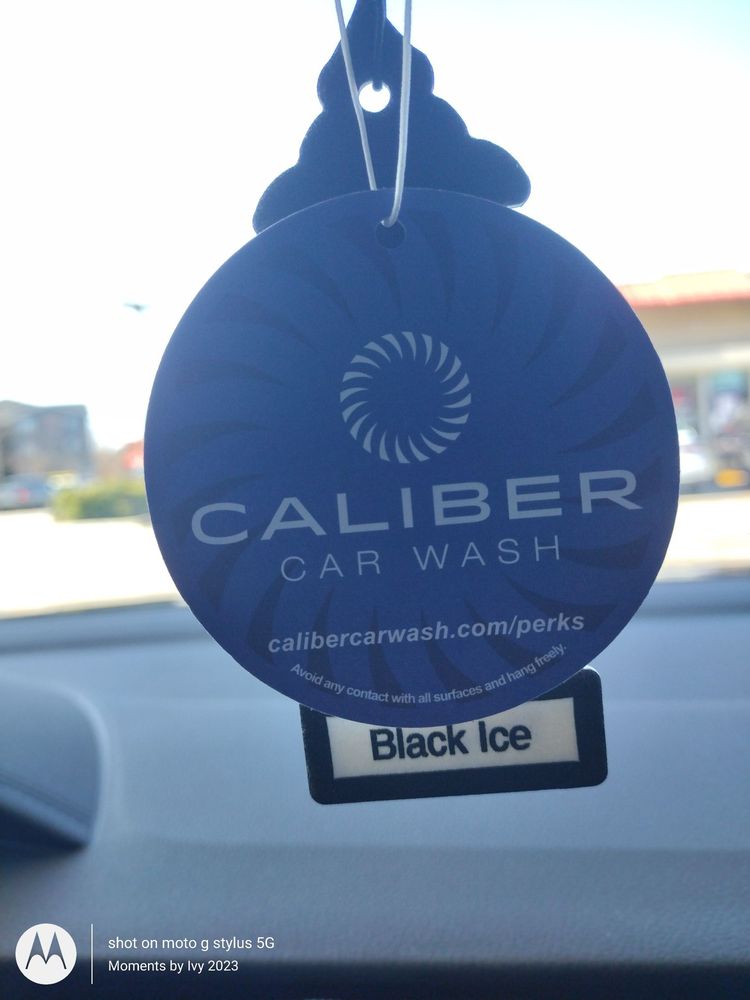 CALIBER
CAR WASH
calibercarwash.com/perks
Avoid any contact with all surfaces and hang freely.
Black Ice
shot on moto g stylus 5G
Moments by Ivy 2023